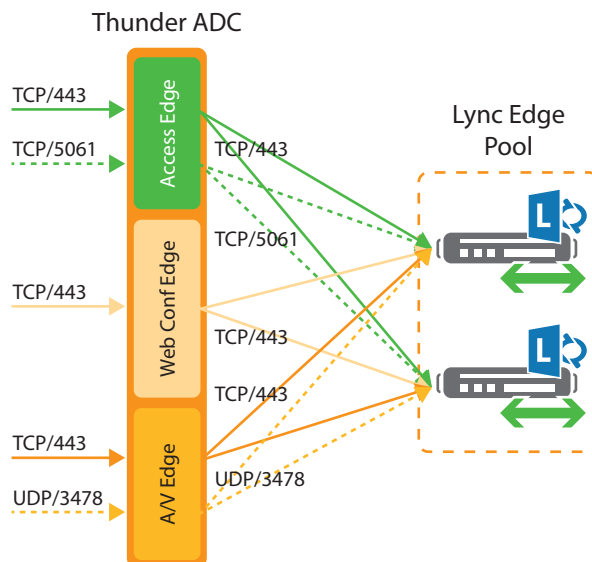 Thunder ADC
Lync Edge
Pool
TCP/443
TCP/5061
Access Edge
TCP/443
TCP/5061
TCP/443
Web Conf Edge
TCP/443
TCP/443
TCP/443
UDP/3478
A/V Edge
UDP/3478
L
L